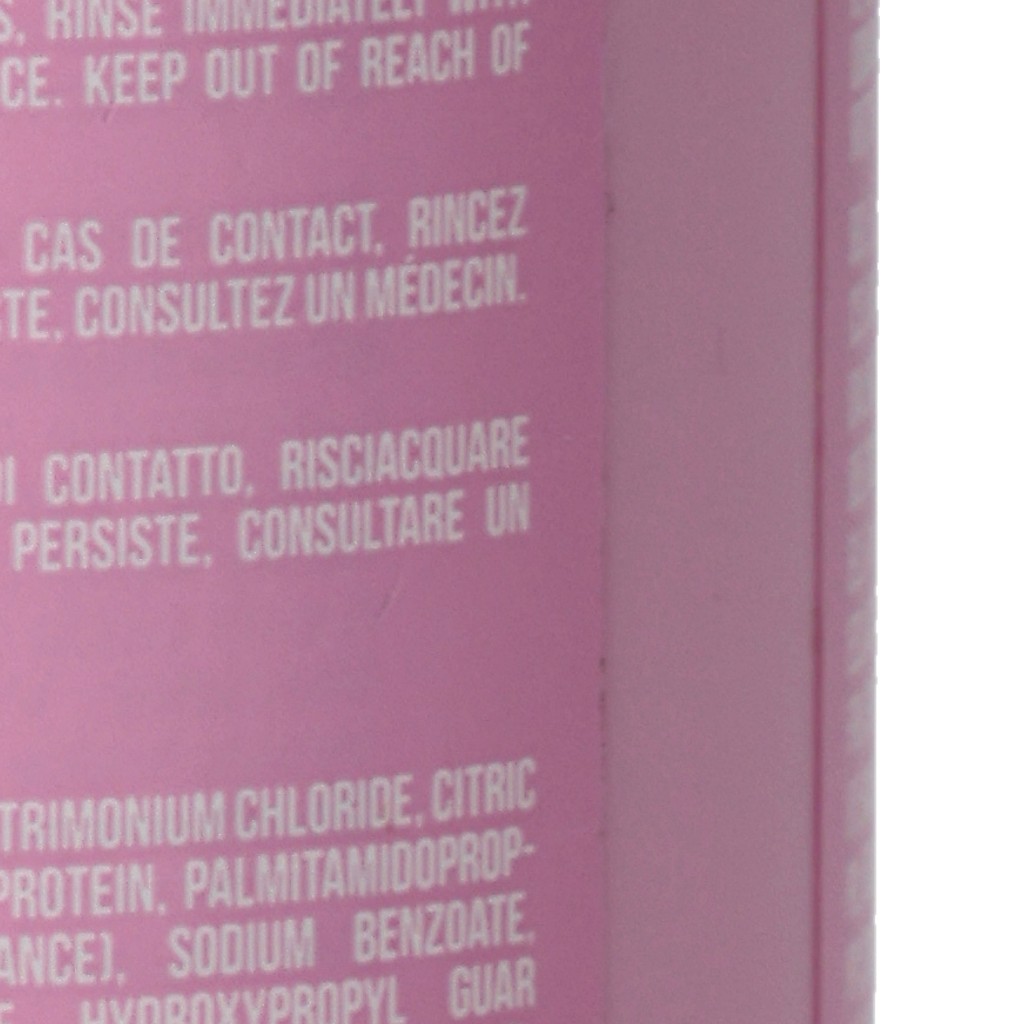 RINSE IMMEDIATELY WITH
CE. KEEP OUT OF REACH OF
CAS DE CONTACT, RINCEZ
TE, CONSULTEZ UN MÉDECIN.
DI CONTATTO, RISCIACQUARE
PERSISTE, CONSULTARE UN
TRIMONIUM CHLORIDE, CITRIC
PROTEIN, PALMITAMIDOPROP-
ANCE), SODIUM BENZOATE,
HYDROXYPROPYL GUAR